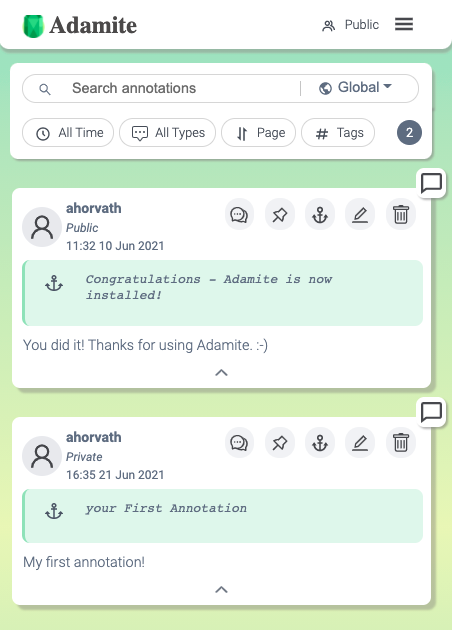 Adamite
Public
Search annotations
Global
All Time
All Types
Page
# Tags
2
ahorvath
Public
11:32 10 Jun 2021
Congratulations - Adamite is now
installed!
You did it! Thanks for using Adamite. :-)
ahorvath
Private
16:35 21 Jun 2021
your First Annotation
My first annotation!